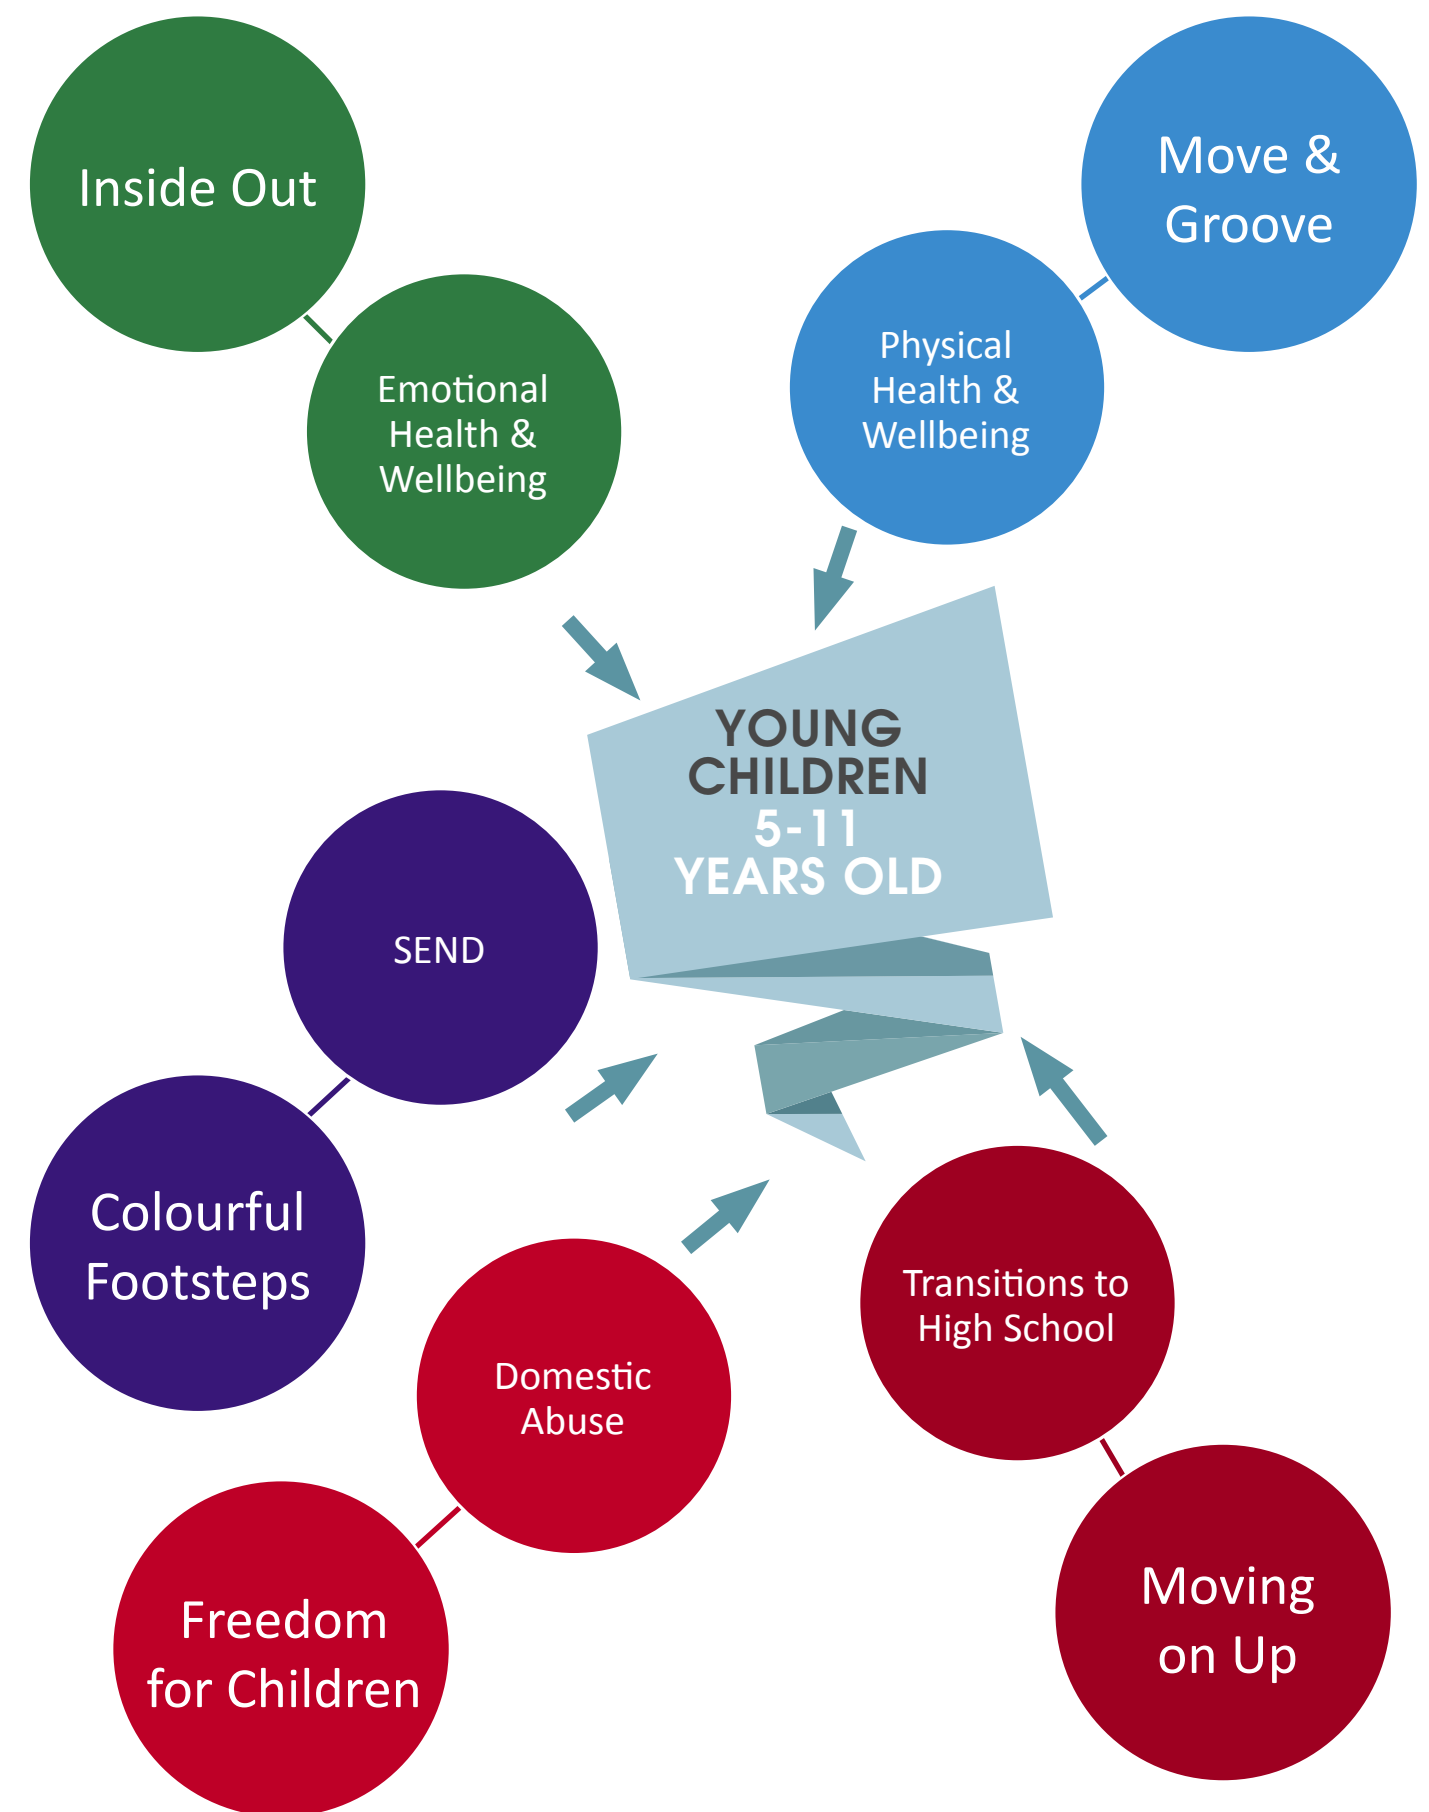 Inside Out
Move &
Groove
Emotional
Health &
Wellbeing
Physical
Health &
Wellbeing
YOUNG
CHILDREN
5-11
YEARS OLD
SEND
Colourful
Footsteps
Domestic
Abuse
Freedom
for Children
Transitions to
High School
Moving
on Up